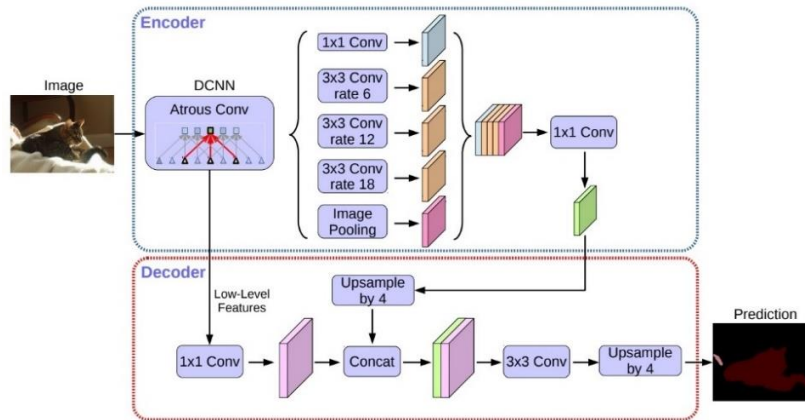 Encoder
Image
DCNN
Atrous Conv
1x1 Conv
3x3 Conv
rate 6
3x3 Conv
rate 12
3x3 Conv
rate 18
Image
Pooling
1x1 Conv
Decoder
Low-Level
Features
Upsample
by 4
1x1 Conv
Concat
3x3 Conv
Upsample
by 4
Prediction